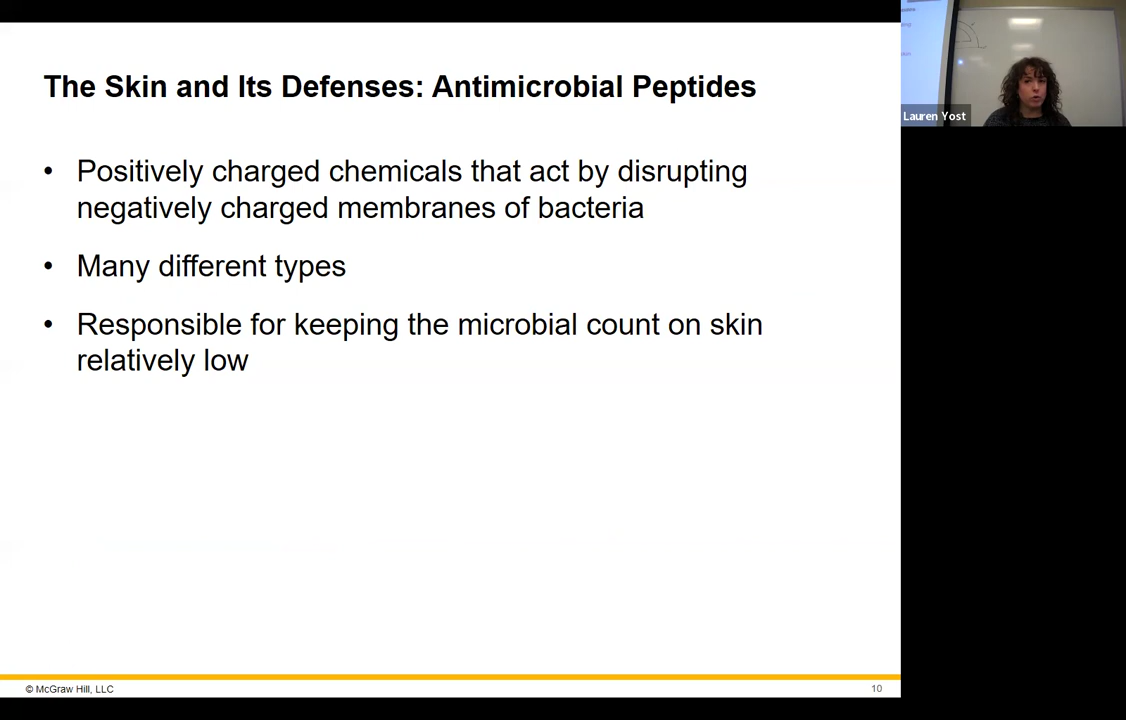 The Skin and Its Defenses: Antimicrobial Peptides
• Positively charged chemicals that act by disrupting
negatively charged membranes of bacteria
• Many different types
• Responsible for keeping the microbial count on skin
relatively low
© McGraw Hill, LLC
10
Lauren Yost